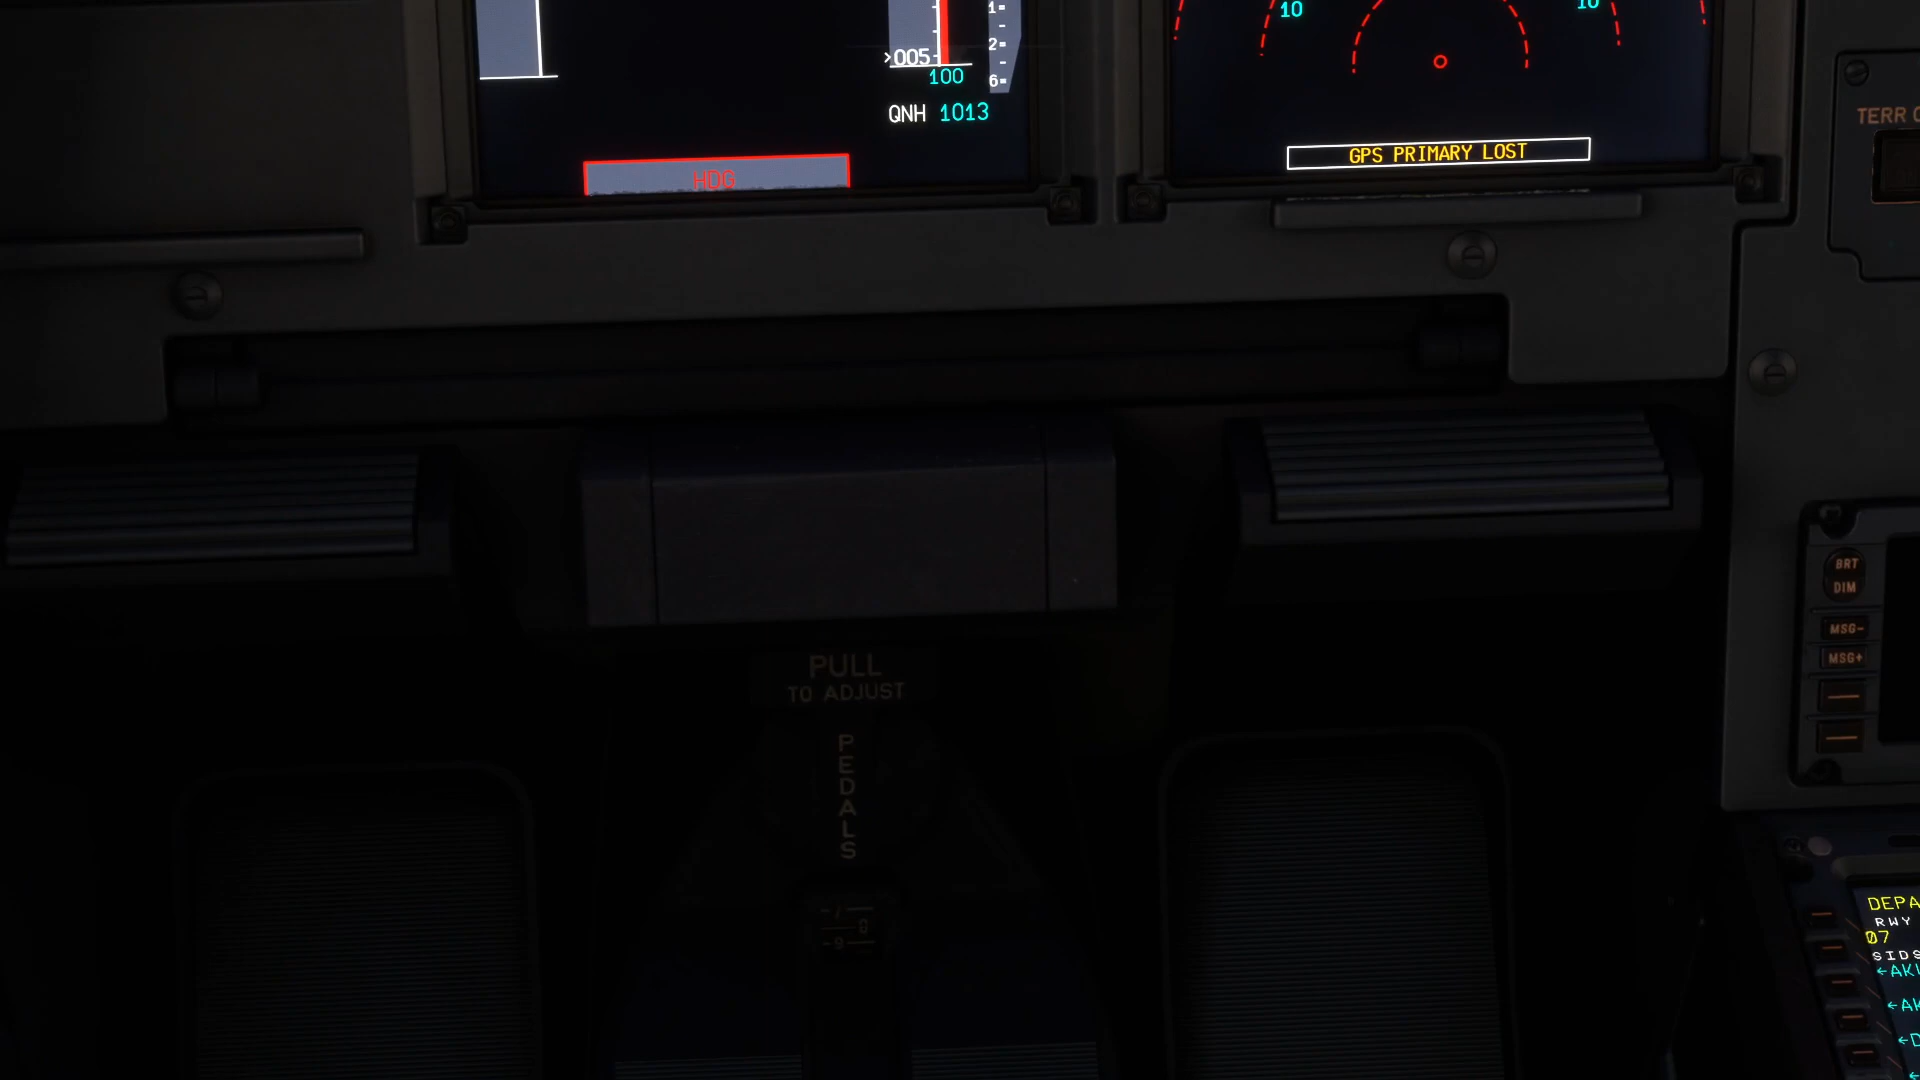 1
2
>005
100
6
QNH 1013
HDG
10
10
GPS PRIMARY LOST
TERR
BRT
DIM
MSG-
MSG+
PULL
TO ADJUST
PEDALS
DEPA
RWY
07
SIDS
←AK
←AK
←D